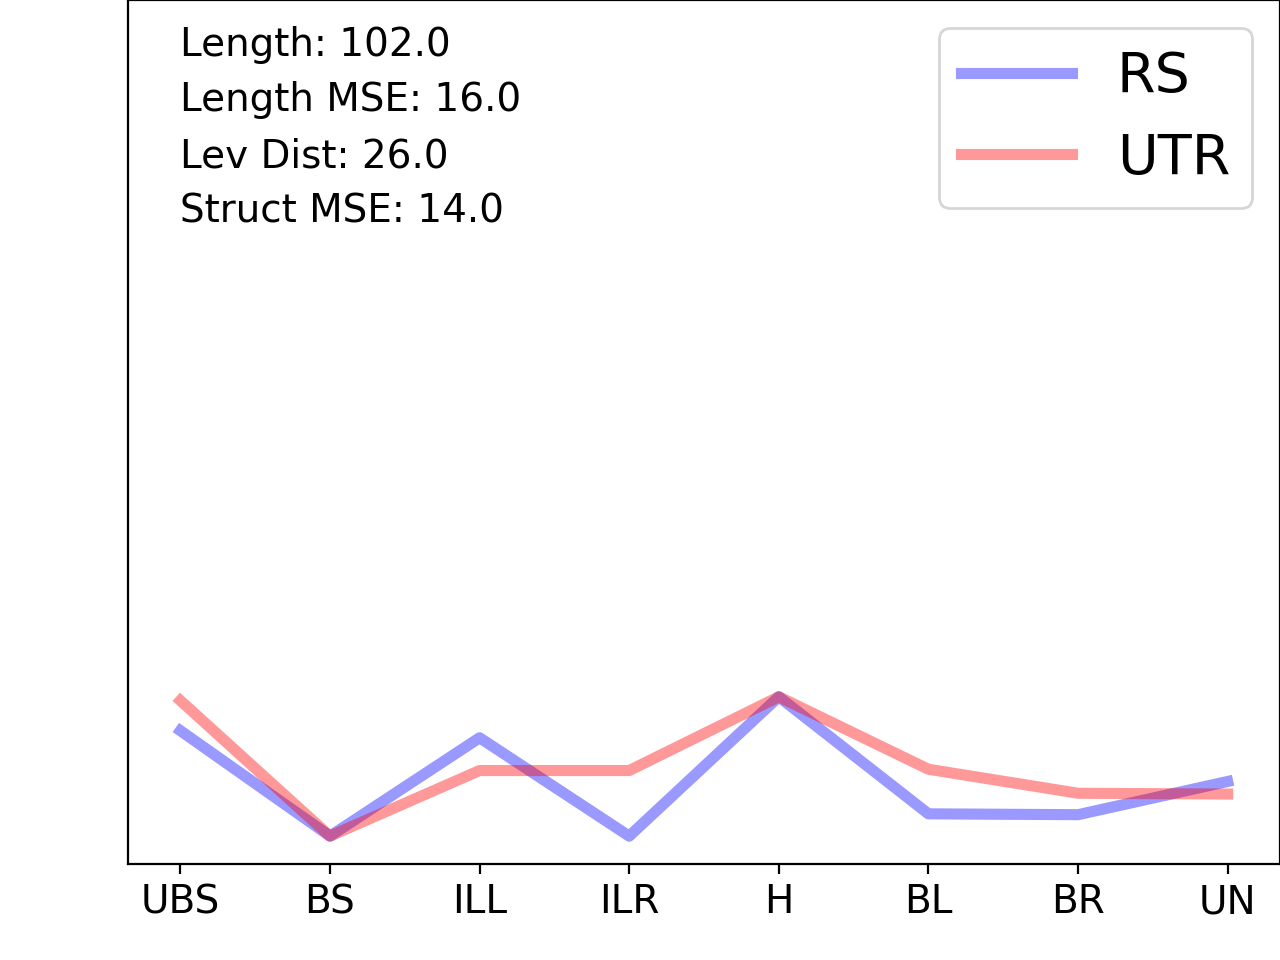 Length: 102.0
Length MSE: 16.0
Lev Dist: 26.0
Struct MSE: 14.0
RS
UTR
UBS BS ILL ILR H BL BR UN